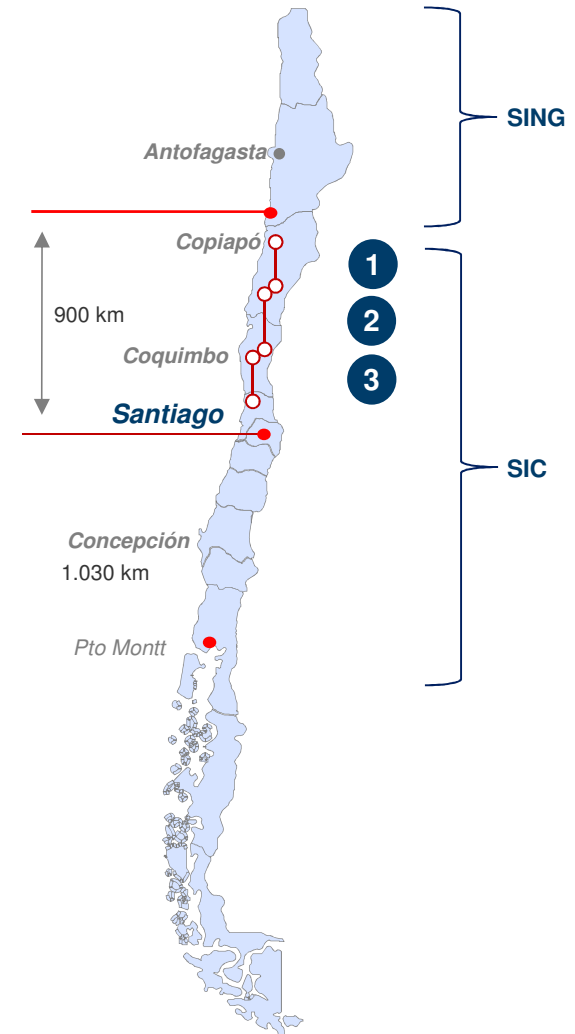 SING
Antofagasta
Copiapó
1
900 km
2
Coquimbo
3
Santiago
SIC
Concepción
1.030 km
Pto Montt